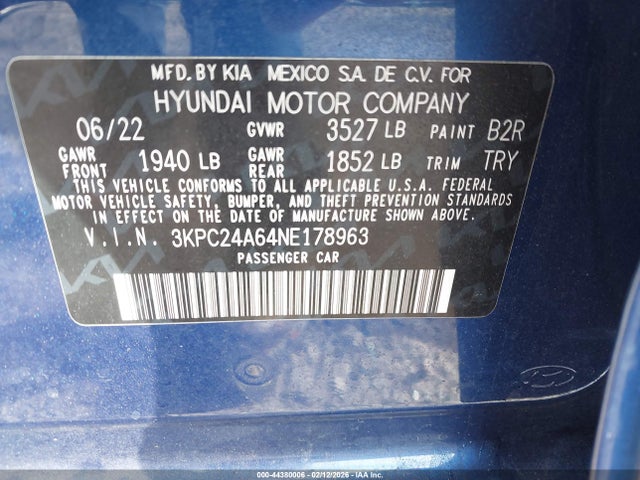 MFD. BY KIA MEXICO S.A. DE C.V. FOR
HYUNDAI MOTOR COMPANY
06/22 GVWR 3527 LB PAINT B2R
GAWR FRONT 1940 LB GAWR REAR 1852 LB TRIM TRY
THIS VEHICLE CONFORMS TO ALL APPLICABLE U.S.A. FEDERAL
MOTOR VEHICLE SAFETY, BUMPER, AND THEFT PREVENTION STANDARDS
IN EFFECT ON THE DATE OF MANUFACTURE SHOWN ABOVE.
V.I.N. 3KPC24A64NE178963
PASSENGER CAR
000-44380006 - 02/12/2026 - IAA Inc.